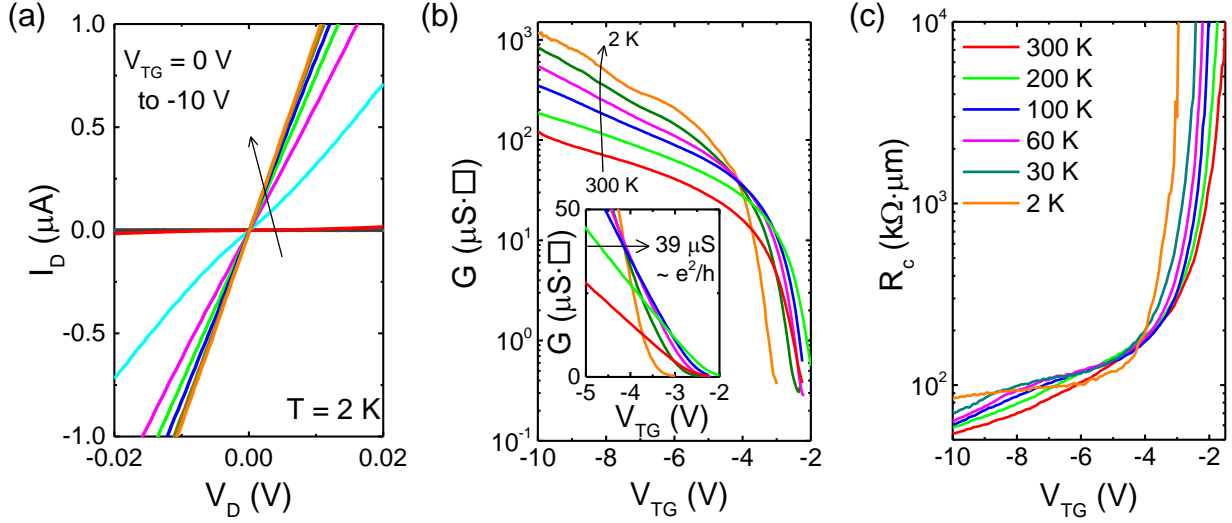 (a)
1.0
0.5
0.0
-0.5
-1.0
I_D (μA)
V_TG = 0 V
to -10 V
T = 2 K
-0.02
0.00
0.02
V_D (V)
(b)
10^3
10^2
10^1
10^0
10^-1
G (μS·□)
2 K
300 K
50
0
G (μS·□)
39 μS
~ e^2/h
-5 -4 -3 -2
V_TG (V)
-10 -8 -6 -4 -2
V_TG (V)
(c)
10^4
10^3
10^2
R_c (kΩ·μm)
300 K
200 K
100 K
60 K
30 K
2 K
-10 -8 -6 -4 -2
V_TG (V)